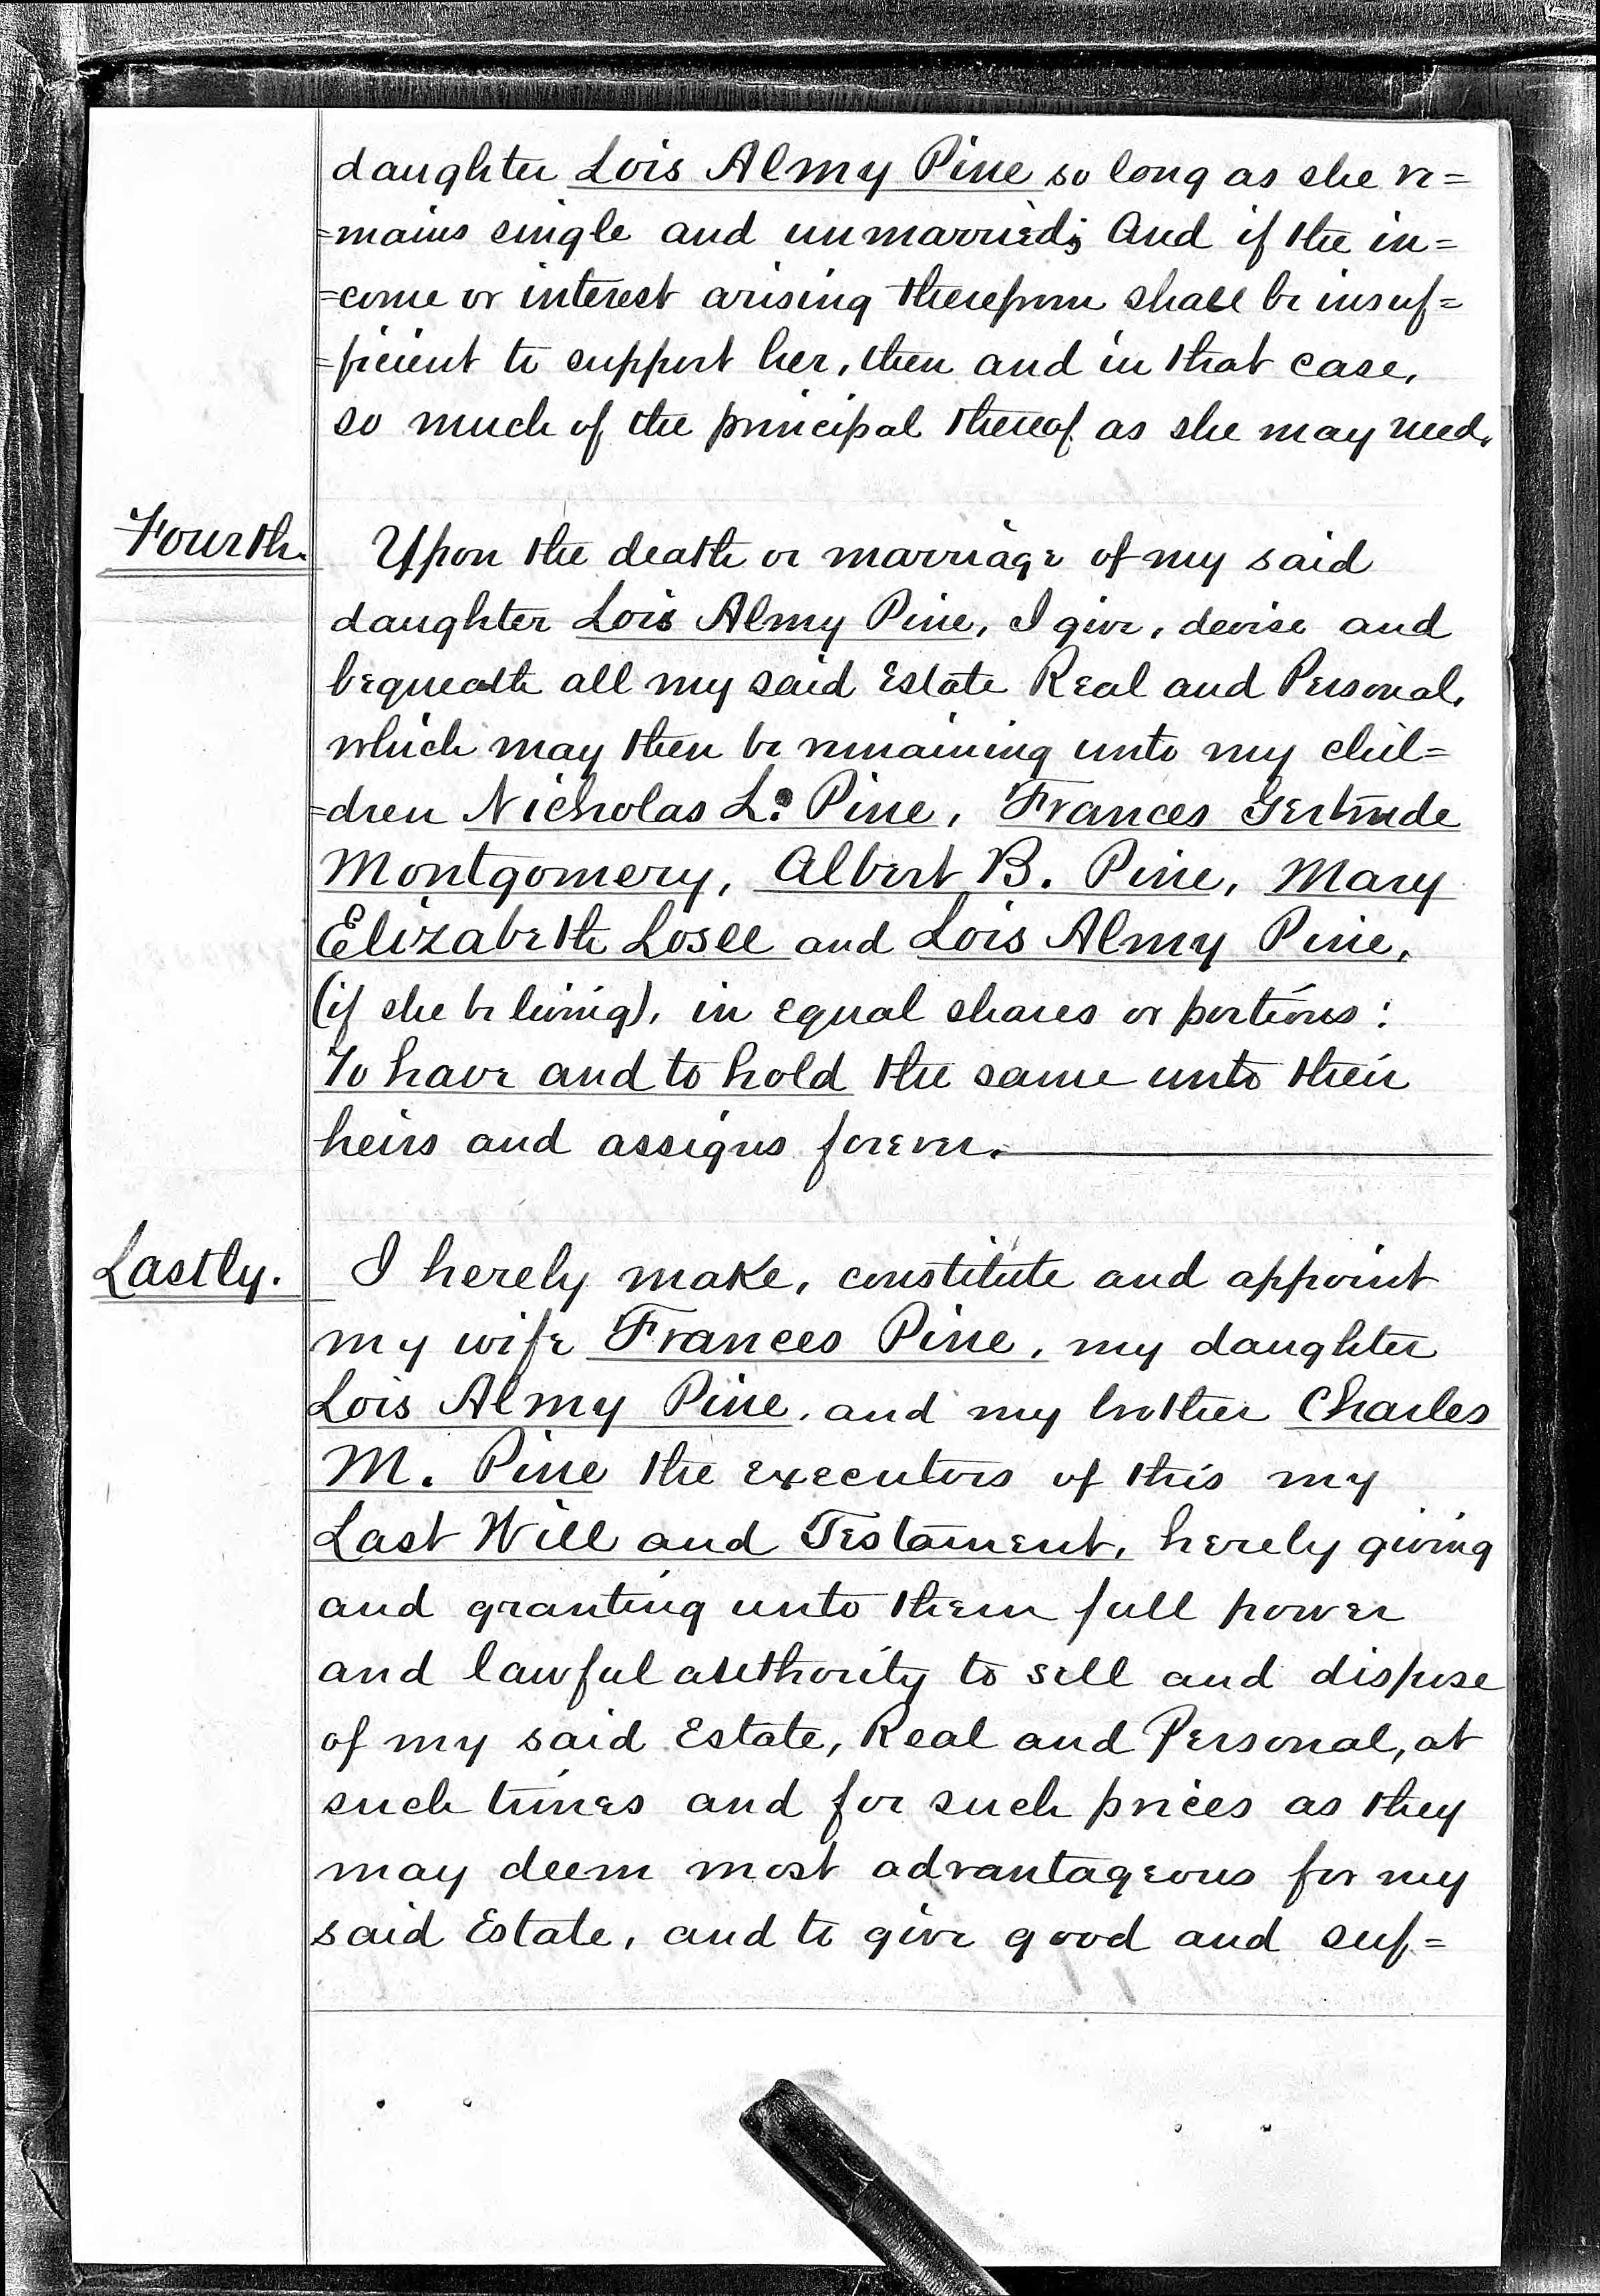 daughter Lois Almy Pine so long as she re=
=mains single and unmarried; And if the in=
=come or interest arising therefrom shall be insuf=
=ficient to support her, then and in that case,
so much of the principal thereof as she may need.
Fourth. Upon the death or marriage of my said
daughter Lois Almy Pine, I give, devise and
bequeath all my said Estate Real and Personal,
which may then be remaining unto my chil=
=dren Nicholas L. Pine, Frances Gertrude
Montgomery, Albert B. Pine, Mary
Elizabeth Losee and Lois Almy Pine,
(if she be living), in equal shares or portions:
To have and to hold the same unto their
heirs and assigns forever.
Lastly. I hereby make, constitute and appoint
my wife Frances Pine, my daughter
Lois Almy Pine, and my brother Charles
M. Pine the executors of this my
Last Will and Testament, hereby giving
and granting unto them full power
and lawful authority to sell and dispose
of my said Estate, Real and Personal, at
such times and for such prices as they
may deem most advantageous for my
said Estate, and to give good and suf=